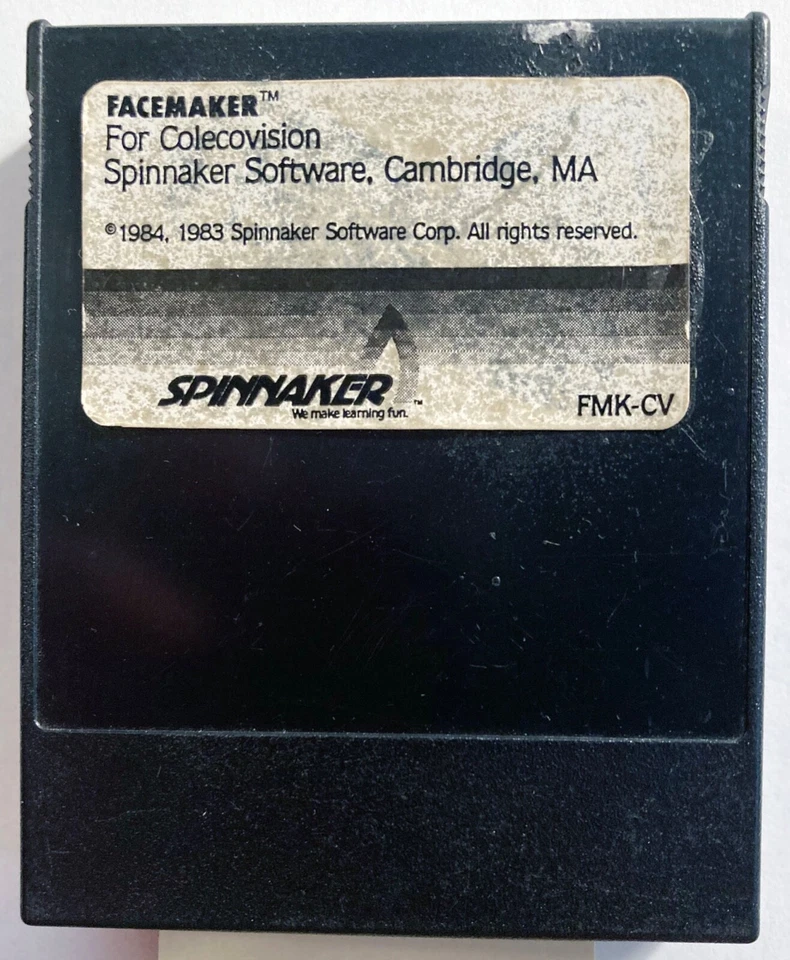 FACEMAKER™
For Colecovision
Spinnaker Software, Cambridge, MA
©1984, 1983 Spinnaker Software Corp. All rights reserved.
SPINNAKER™
We make learning fun.
FMK-CV